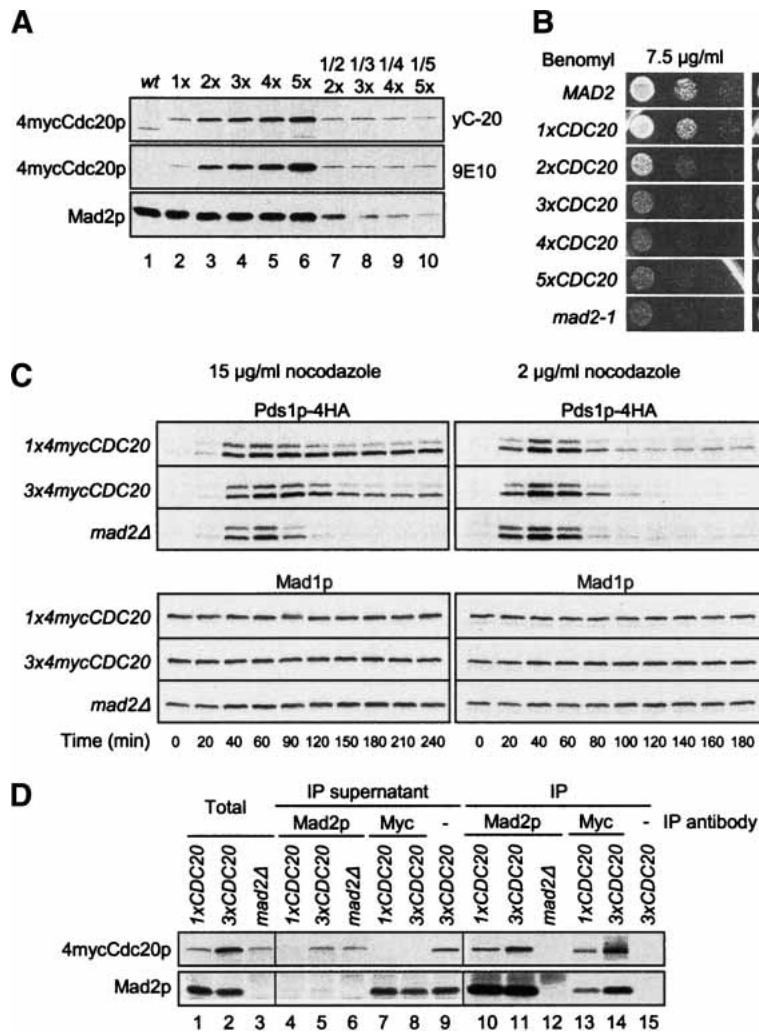 A
wt 1x 2x 3x 4x 5x 1/2 2x 1/3 3x 1/4 4x 1/5 5x
4mycCdc20p yC-20
4mycCdc20p 9E10
Mad2p
1 2 3 4 5 6 7 8 9 10
B
Benomyl 7.5 µg/ml
MAD2
1xCDC20
2xCDC20
3xCDC20
4xCDC20
5xCDC20
mad2-1
C
15 µg/ml nocodazole 2 µg/ml nocodazole
Pds1p-4HA Pds1p-4HA
1x4mycCDC20
3x4mycCDC20
mad2Δ
Mad1p Mad1p
1x4mycCDC20
3x4mycCDC20
mad2Δ
Time (min) 0 20 40 60 90 120 150 180 210 240 0 20 40 60 80 100 120 140 160 180
D
Total IP supernatant IP
Mad2p Myc - Mad2p Myc - IP antibody
1xCDC20 3xCDC20 mad2Δ 1xCDC20 3xCDC20 mad2Δ 1xCDC20 3xCDC20 3xCDC20 1xCDC20 3xCDC20 mad2Δ 1xCDC20 3xCDC20 3xCDC20
4mycCdc20p
Mad2p
1 2 3 4 5 6 7 8 9 10 11 12 13 14 15